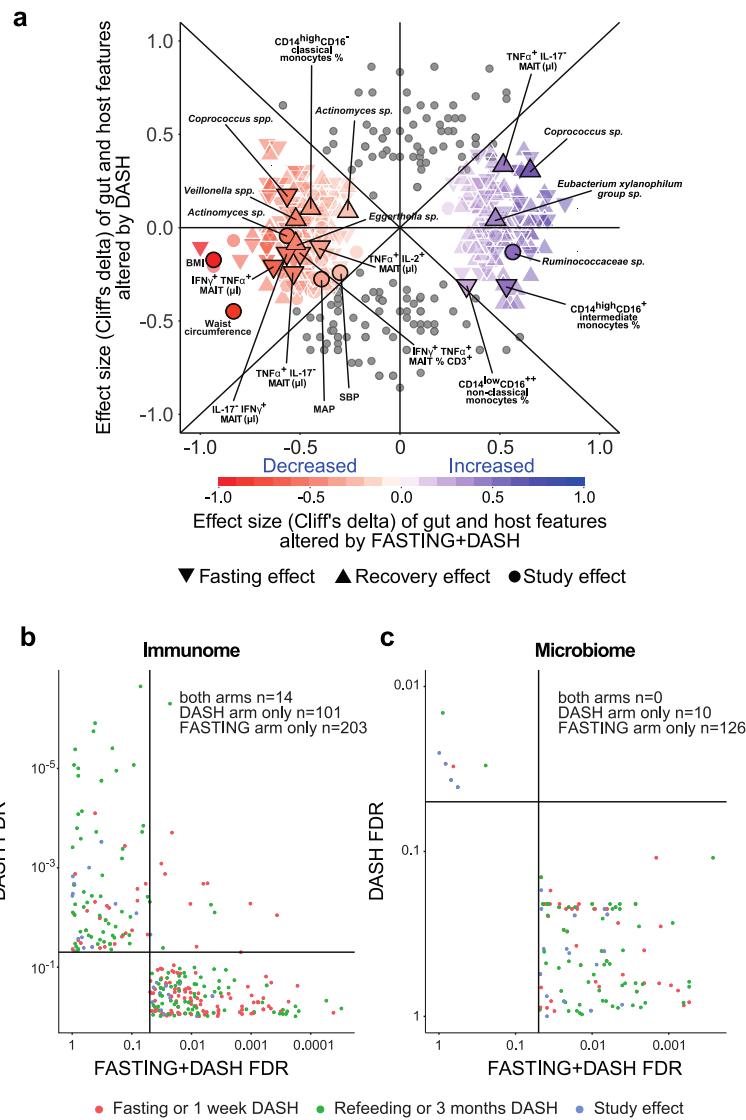 a
Effect size (Cliff's delta) of gut and host features
altered by DASH
1.0
0.5
0.0
-0.5
-1.0
CD14highCD16-
classical
monocytes %
TNFα+ IL-17-
MAIT (µl)
Coprococcus spp.
Actinomyces sp.
Coprococcus sp.
Veillonella spp.
Eubacterium xylanophilum
group sp.
Actinomyces sp.
Eggerthella sp.
BMI
TNFα+ IL-2+
MAIT (µl)
Ruminococcaceae sp.
IFNγ+ TNFα+
MAIT (µl)
CD14highCD16+
intermediate
monocytes %
Waist
circumference
IFNγ+ TNFα+
MAIT % CD3+
TNFα+ IL-17-
MAIT (µl)
CD14lowCD16++
non-classical
monocytes %
SBP
MAP
IL-17- IFNγ+
MAIT (µl)
-1.0 -0.5 0 0.5 1.0
Decreased Increased
-1.0 -0.5 0.0 0.5 1.0
Effect size (Cliff's delta) of gut and host features
altered by FASTING+DASH
Fasting effect Recovery effect Study effect
b
Immunome
both arms n=14
DASH arm only n=101
FASTING arm only n=203
10-5
10-3
10-1
DASH FDR
1 0.1 0.01 0.001 0.0001
FASTING+DASH FDR
c
Microbiome
both arms n=0
DASH arm only n=10
FASTING arm only n=126
0.01
0.1
1
DASH FDR
1 0.1 0.01 0.001
FASTING+DASH FDR
Fasting or 1 week DASH Refeeding or 3 months DASH Study effect